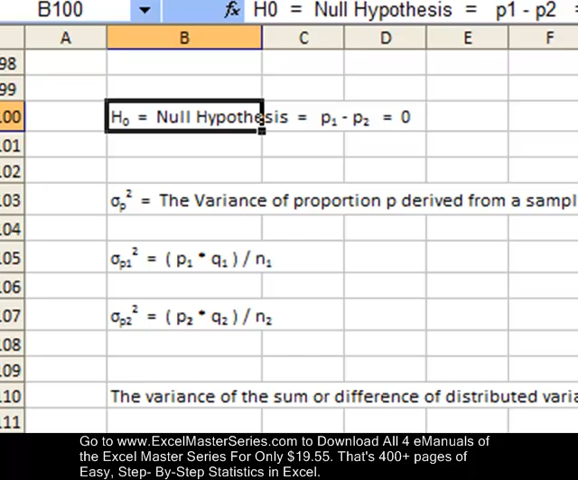 B100 fx H0 = Null Hypothesis = p1 - p2 =
A B C D E F
98
99
100 H₀ = Null Hypothesis = p₁ - p₂ = 0
101
102
103 σₚ² = The Variance of proportion p derived from a sampl
104
105 σₚ₁² = ( p₁ * q₁ ) / n₁
106
107 σₚ₂² = ( p₂ * q₂ ) / n₂
108
109
110 The variance of the sum or difference of distributed varia
111
Go to www.ExcelMasterSeries.com to Download All 4 eManuals of
the Excel Master Series For Only $19.55. That's 400+ pages of
Easy, Step- By-Step Statistics in Excel.